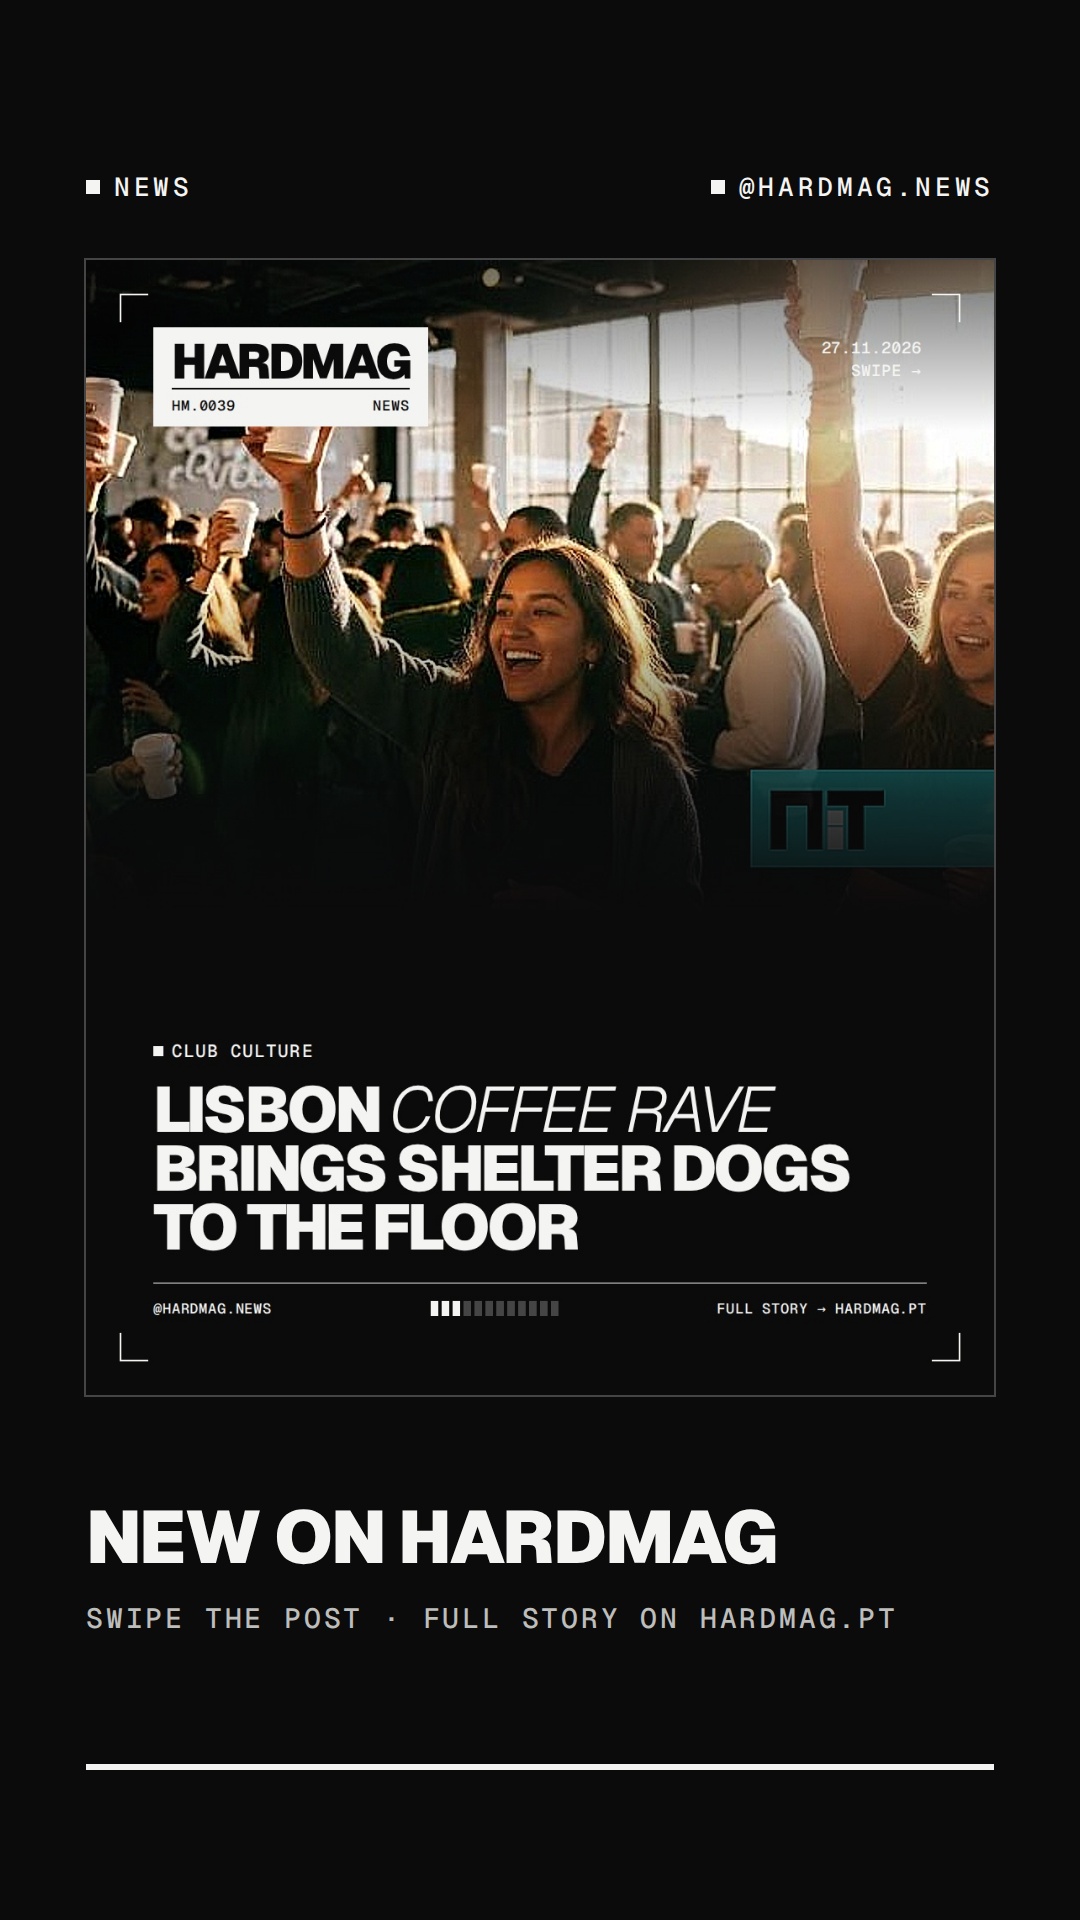 NEWS
@HARDMAG.NEWS
HARDMAG
HM.0039 NEWS
27.11.2026
SWIPE →
NiT
CLUB CULTURE
LISBON COFFEE RAVE
BRINGS SHELTER DOGS
TO THE FLOOR
@HARDMAG.NEWS
FULL STORY → HARDMAG.PT
NEW ON HARDMAG
SWIPE THE POST · FULL STORY ON HARDMAG.PT